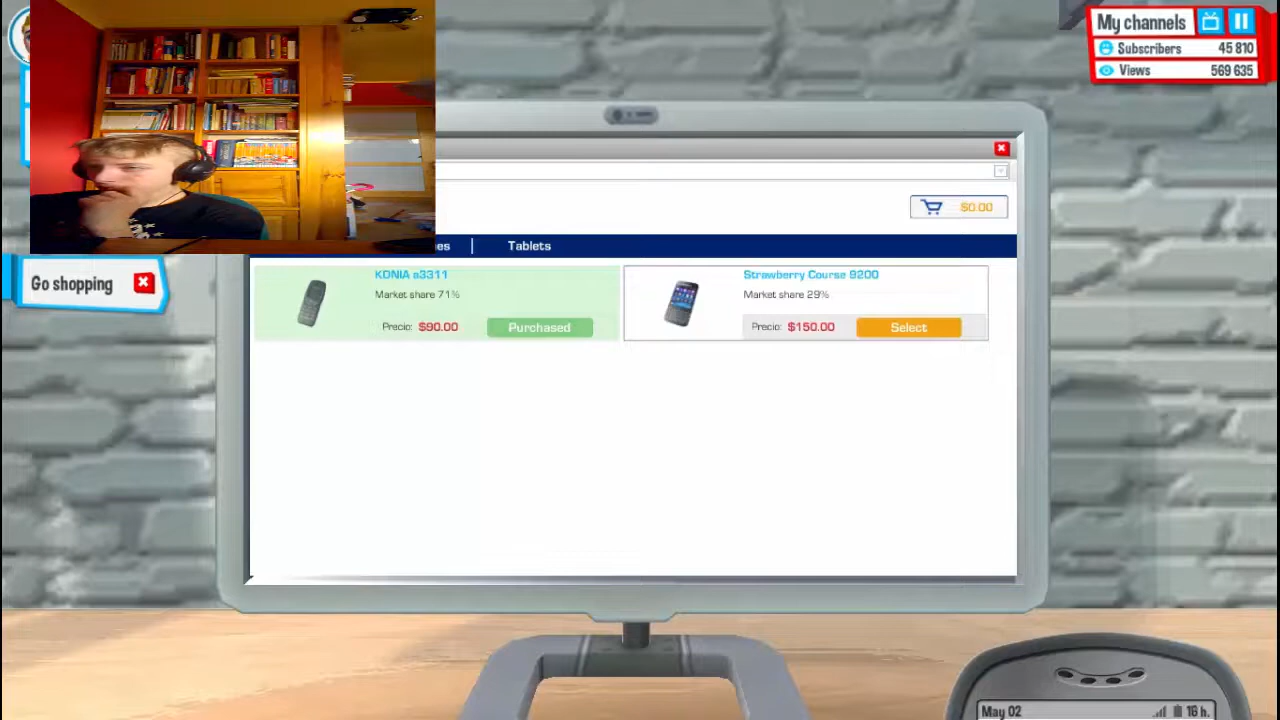 My channels
Subscribers 45 810
Views 569 635
$0.00
es | Tablets
Go shopping
KONIA a3311
Market share 71%
Precio: $90.00 Purchased
Strawberry Course 9200
Market share 29%
Precio: $150.00 Select
May 02 16 h.